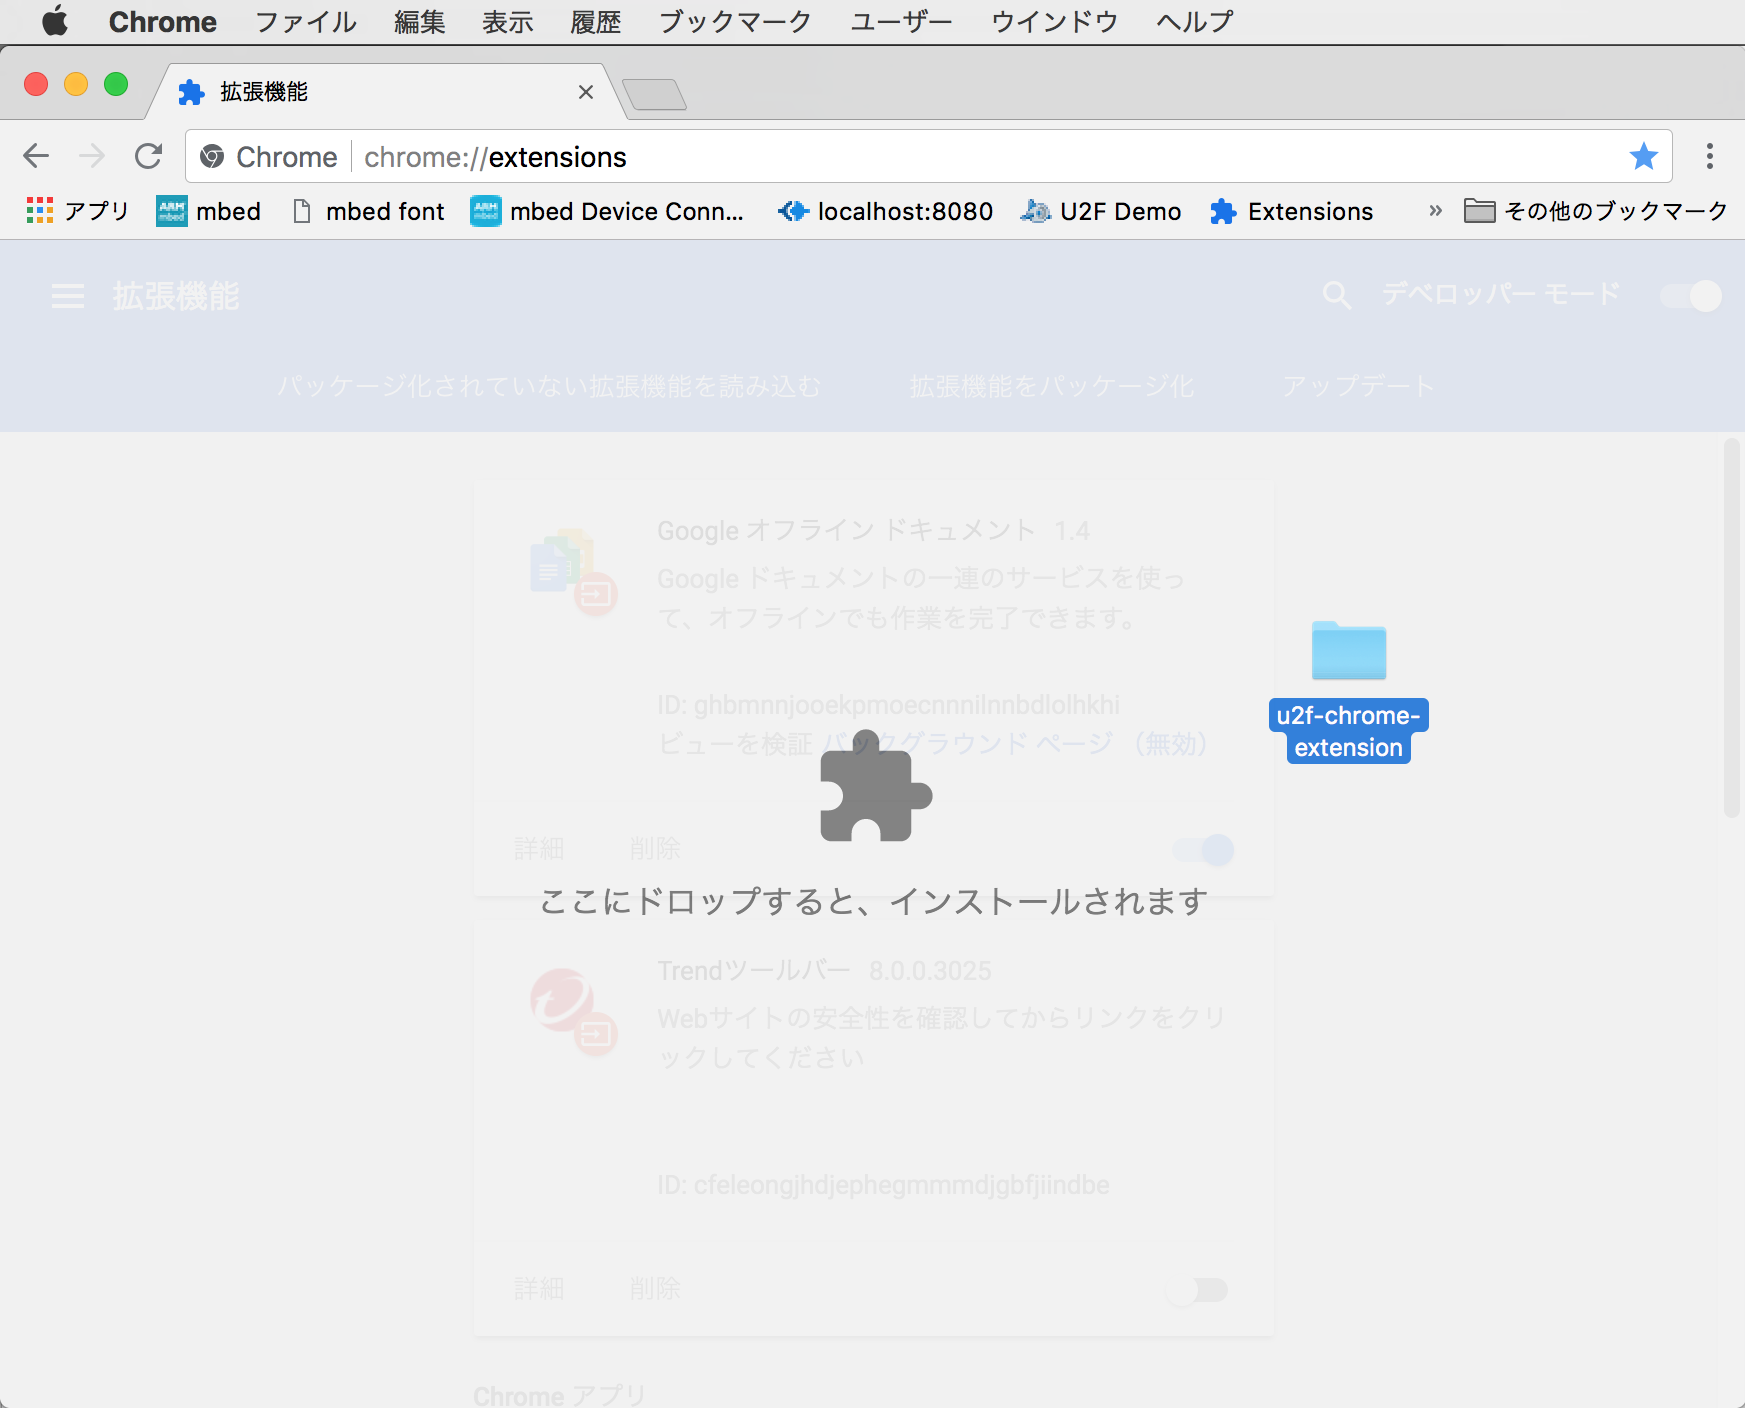 Chrome ファイル 編集 表示 履歴 ブックマーク ユーザー ウインドウ ヘルプ
拡張機能
Chrome chrome://extensions
アプリ mbed mbed font mbed Device Conn... localhost:8080 U2F Demo Extensions » その他のブックマーク
拡張機能 デベロッパー モード
パッケージ化されていない拡張機能を読み込む 拡張機能をパッケージ化 アップデート
Google オフライン ドキュメント 1.4
Google ドキュメントの一連のサービスを使っ
て、オフラインでも作業を完了できます。
ID: ghbmnnjooekpmoecnnnilnnbdlolhkhi
ビューを検証 バックグラウンド ページ （無効）
u2f-chrome-
extension
詳細 削除
ここにドロップすると、インストールされます
Trendツールバー 8.0.0.3025
Webサイトの安全性を確認してからリンクをクリ
ックしてください
ID: cfeleongjhdjephegmmmdjgbfjiindbe
詳細 削除
Chrome アプリ